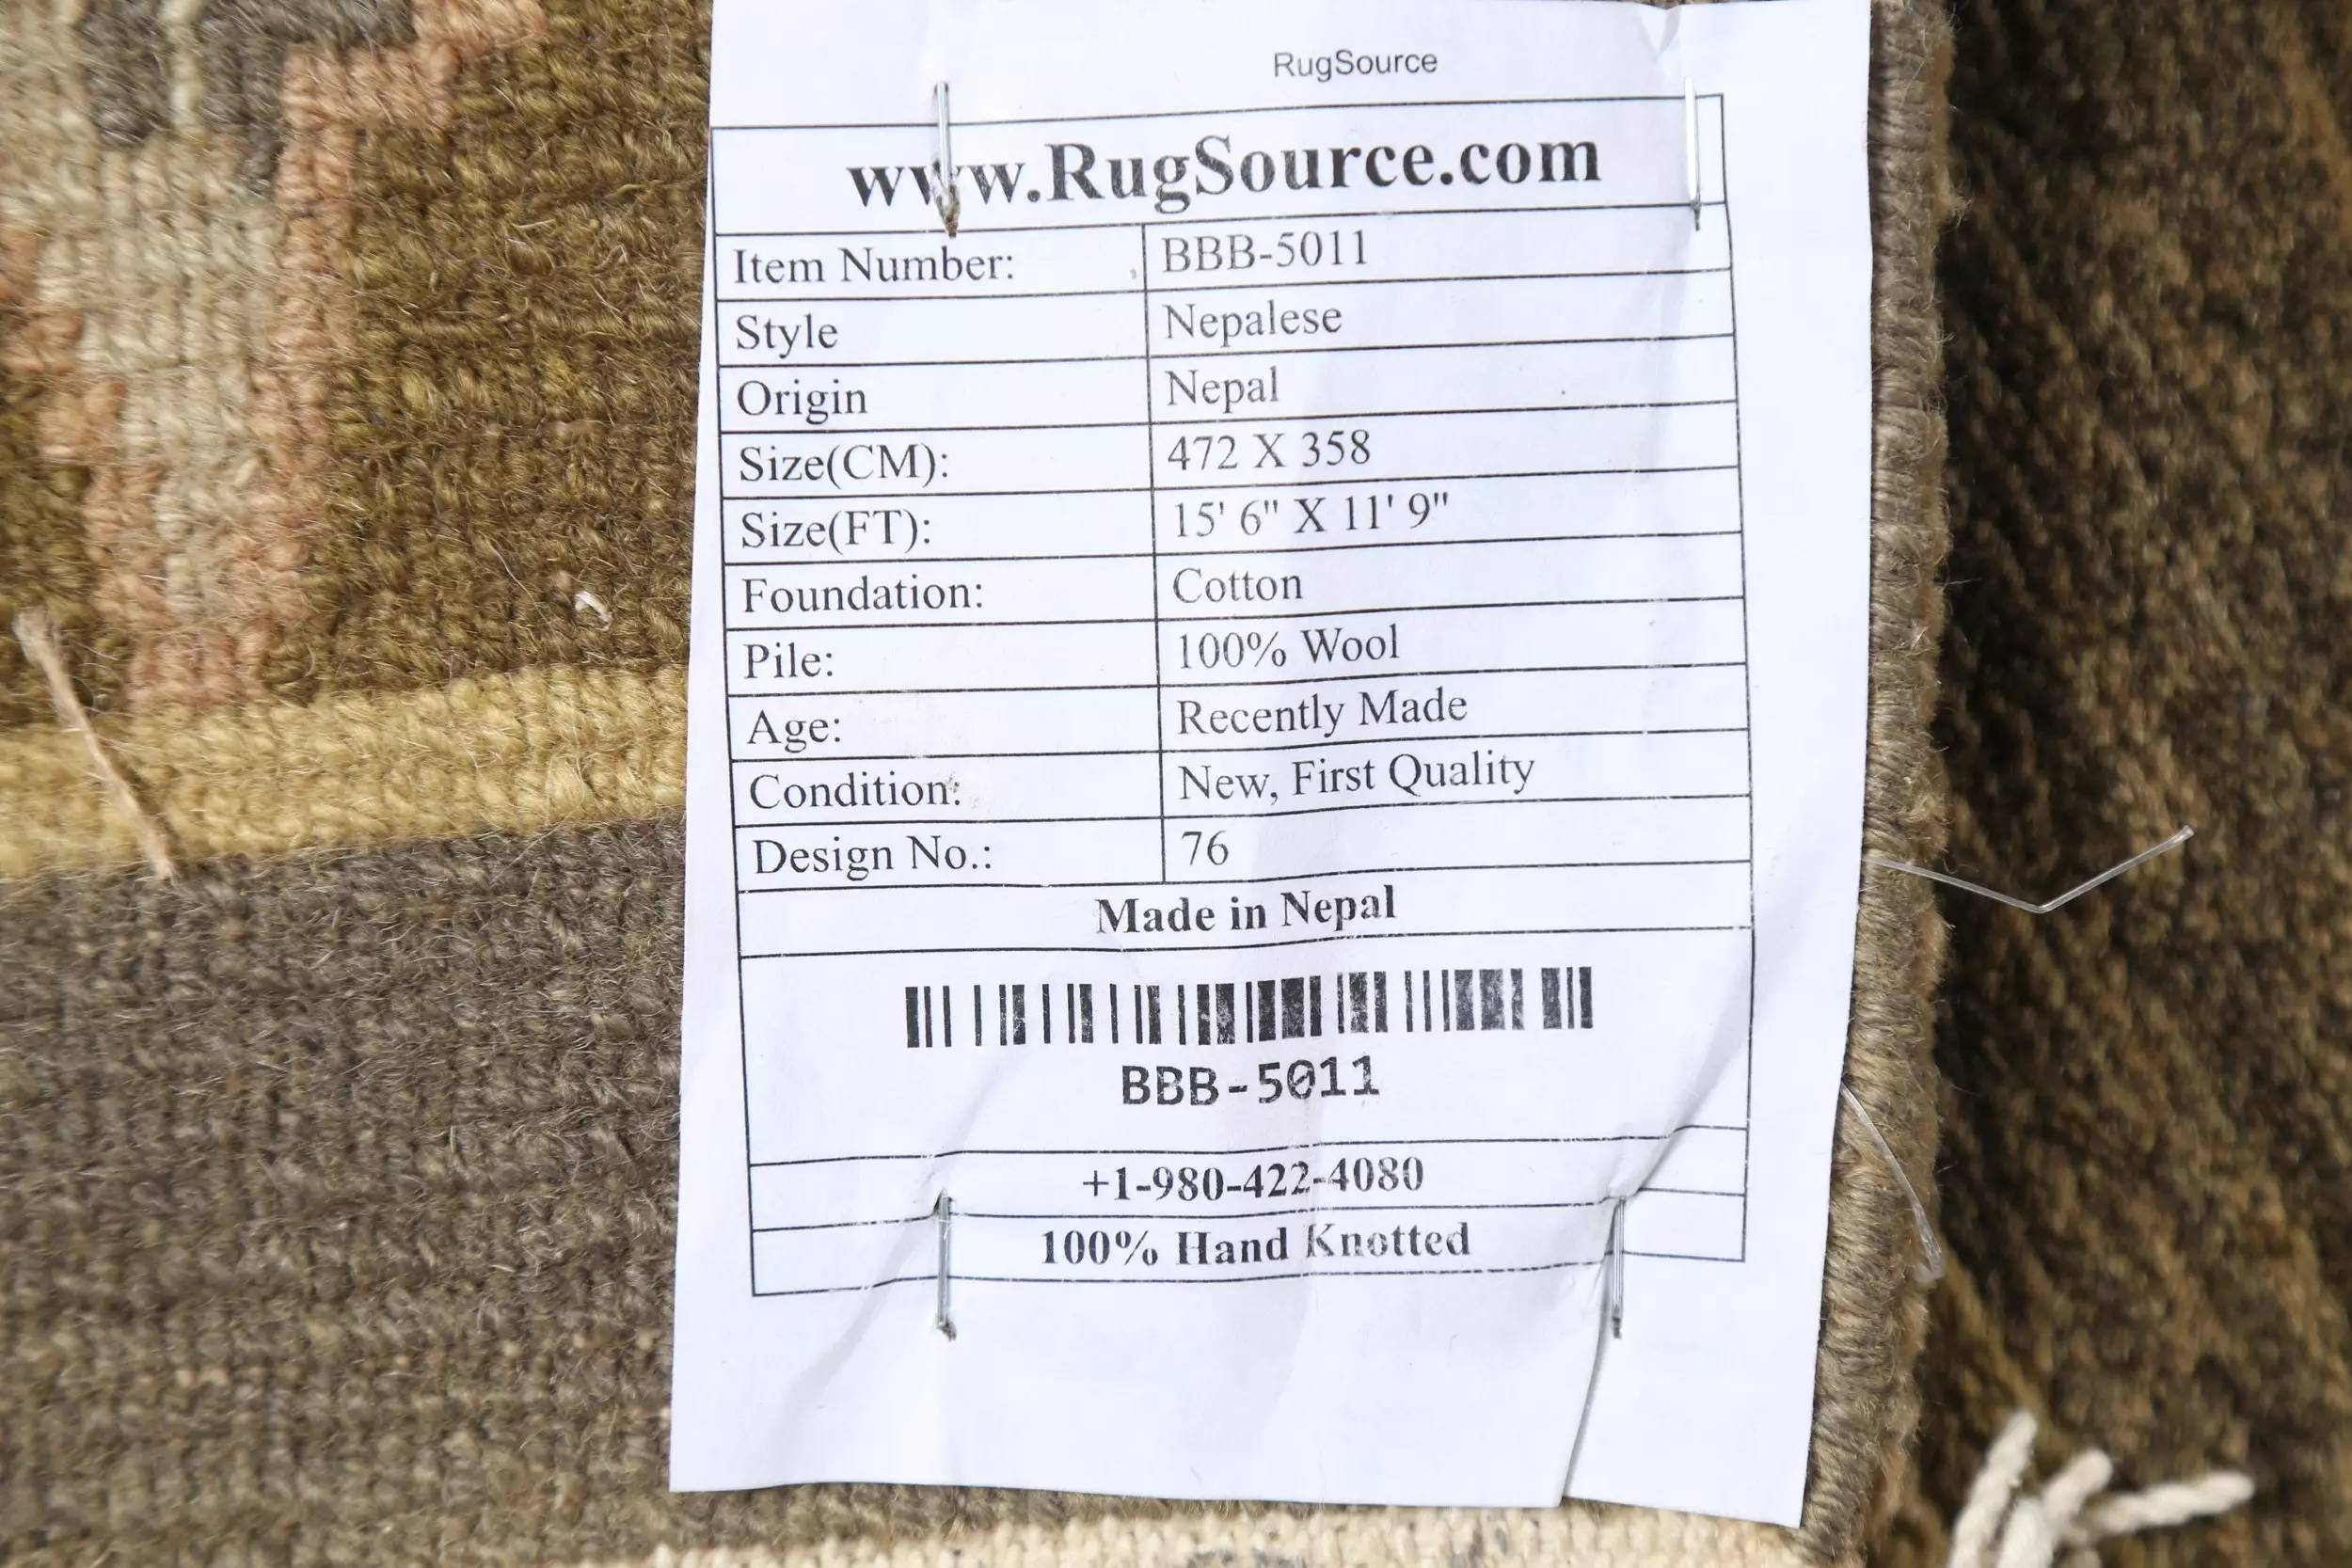 RugSource
www.RugSource.com
Item Number: BBB-5011
Style Nepalese
Origin Nepal
Size(CM): 472 X 358
Size(FT): 15' 6" X 11' 9"
Foundation: Cotton
Pile: 100% Wool
Age: Recently Made
Condition: New, First Quality
Design No.: 76
Made in Nepal
BBB-5011
+1-980-422-4080
100% Hand Knotted